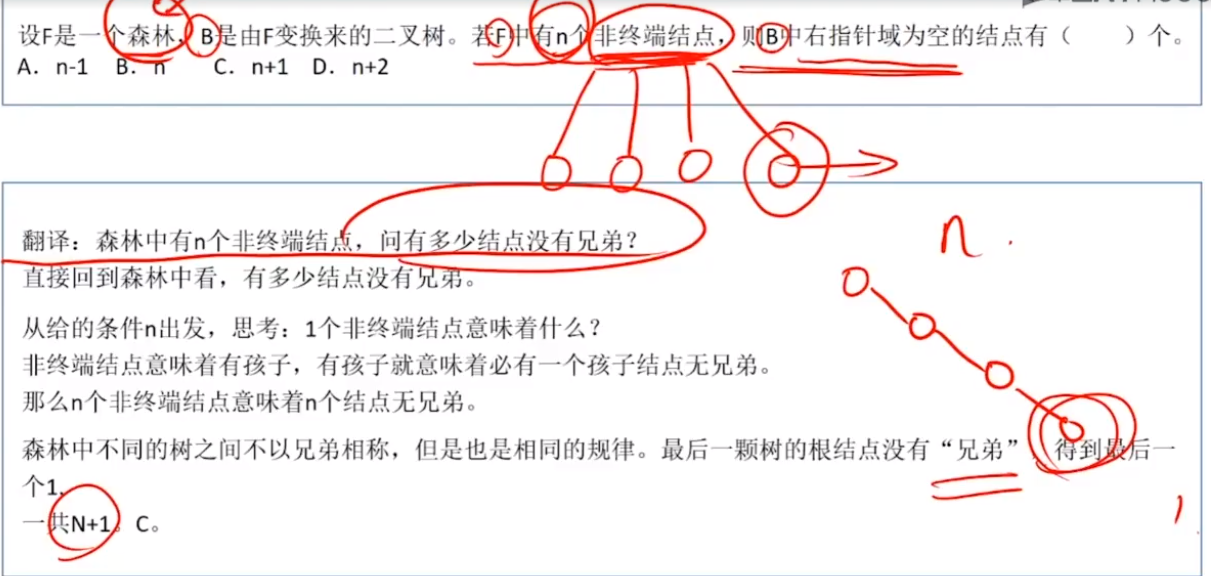 设F是一个森林，B是由F变换来的二叉树。若F中有n个非终端结点，则B中右指针域为空的结点有（ ）个。
A. n-1 B. n C. n+1 D. n+2
翻译：森林中有n个非终端结点，问有多少结点没有兄弟？
直接回到森林中看，有多少结点没有兄弟。
n
从给的条件n出发，思考：1个非终端结点意味着什么？
非终端结点意味着有孩子，有孩子就意味着必有一个孩子结点无兄弟。
那么n个非终端结点意味着n个结点无兄弟。
森林中不同的树之间不以兄弟相称，但是也是相同的规律。最后一颗树的根结点没有“兄弟”，得到最后一
个1，
一共N+1。C。